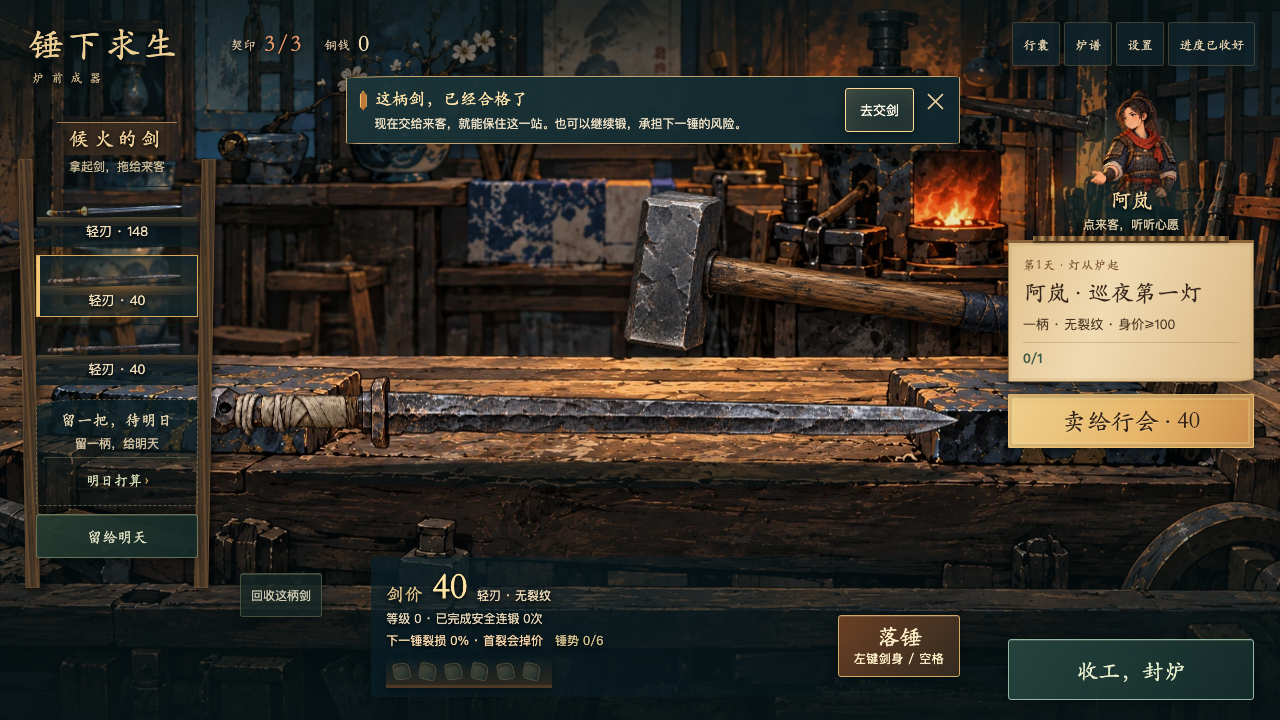 锤下求生
炉前成器
契印 3/3 铜钱 0
行囊
炉谱
设置
进度已收好
这柄剑，已经合格了
现在交给来客，就能保住这一站。也可以继续锻，承担下一锤的风险。
去交剑
候火的剑
拿起剑，拖给来客
轻刃 · 148
轻刃 · 40
轻刃 · 40
留一把，待明日
留一柄，给明天
明日打算 ›
留给明天
阿岚
点来客，听听心愿
第1天 · 灯从炉起
阿岚 · 巡夜第一灯
一柄 · 无裂纹 · 身价≥100
0/1
卖给行会 · 40
回收这柄剑
剑价 40 轻刃 · 无裂纹
等级 0 · 已完成安全连锻 0次
下一锤裂损 0% · 首裂会掉价 锤势 0/6
落锤
左键剑身 / 空格
收工，封炉